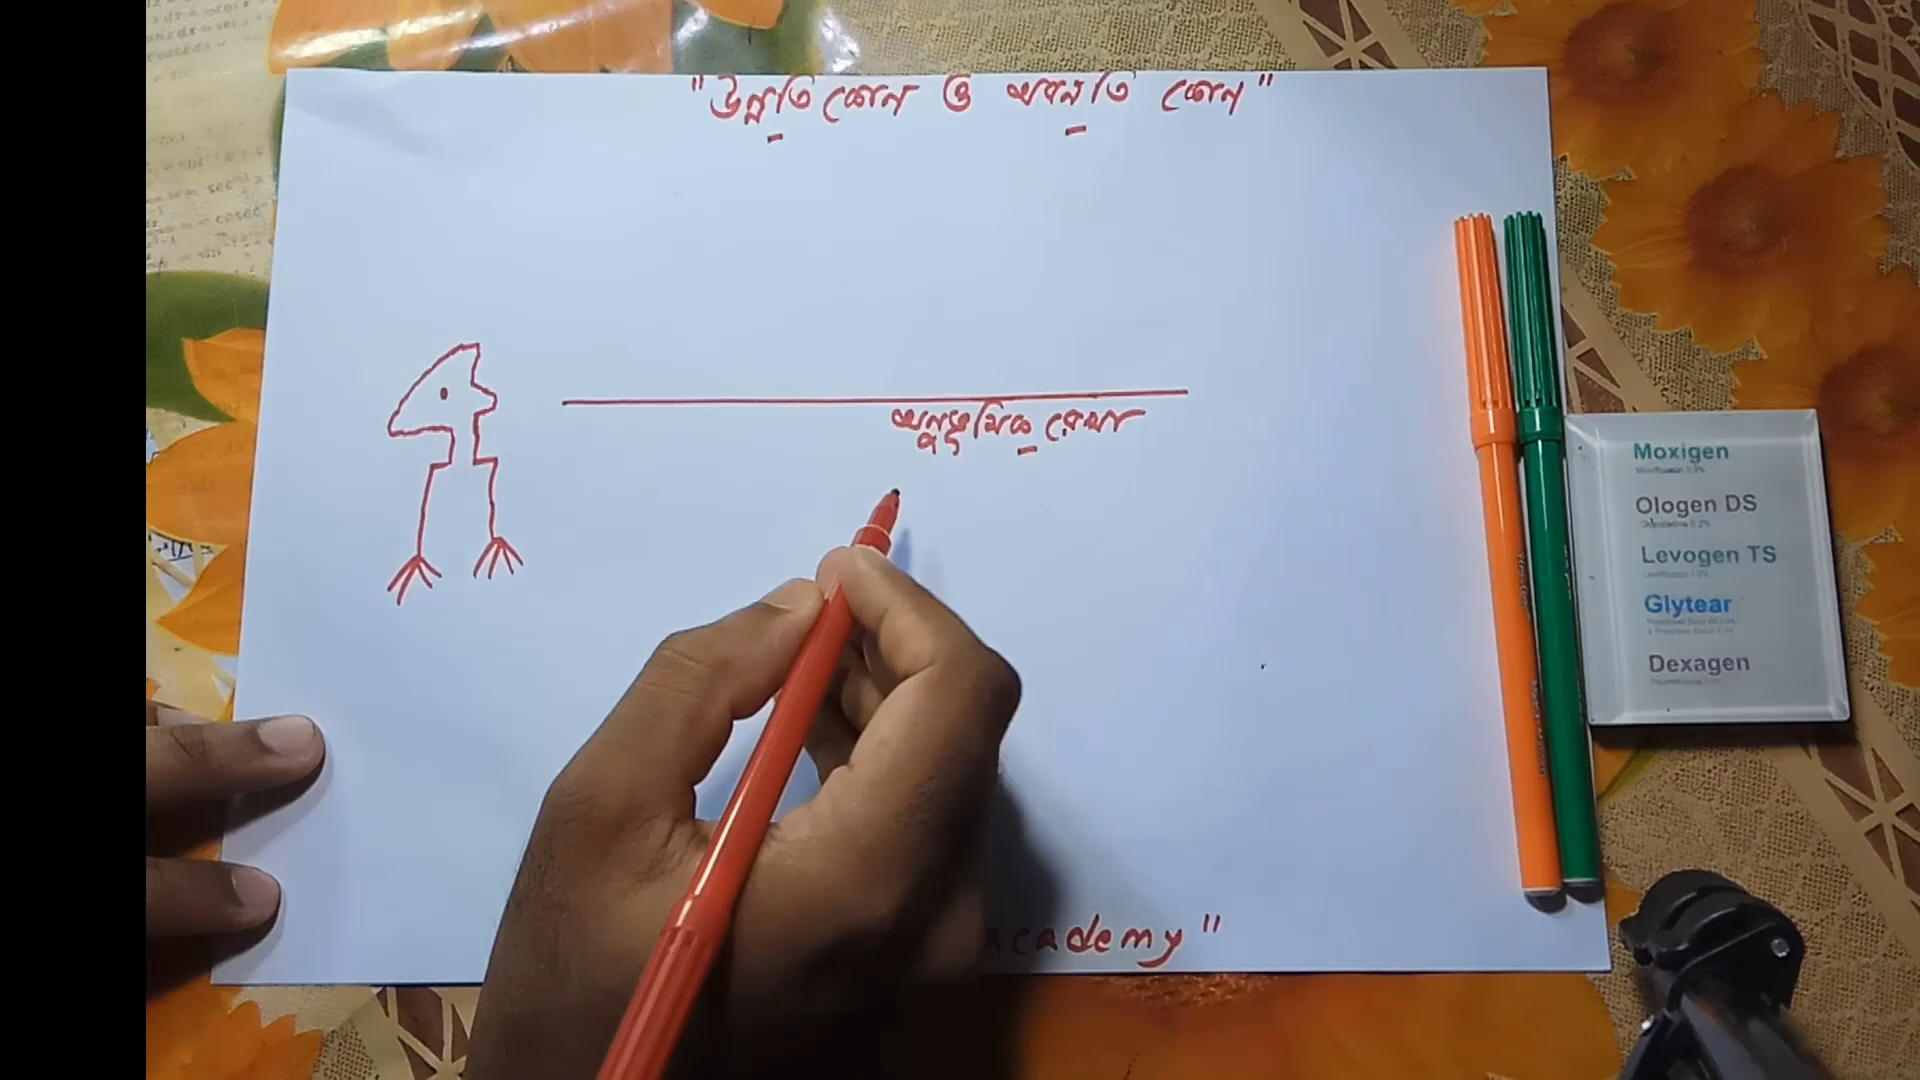 "উন্নতি কোন ও অবনতি কোন"
অনুভূমিক রেখা
Moxigen
Ologen DS
Levogen TS
Glytear
Dexagen
academy"